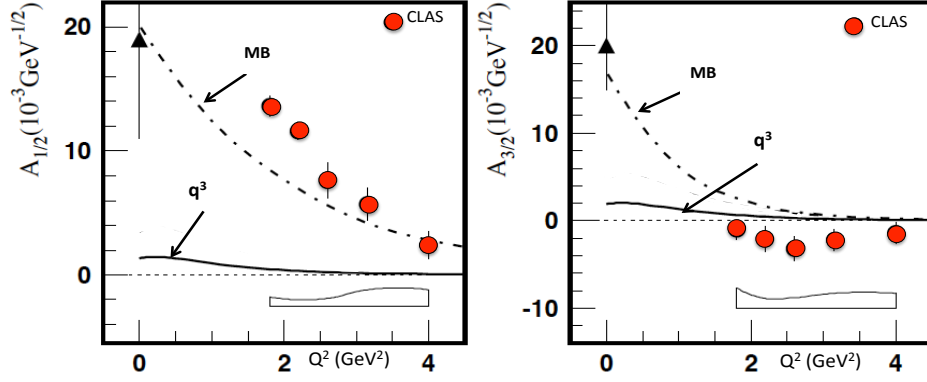 A1/2(10-3GeV-1/2)
20
10
0
MB
q3
CLAS
0
2
4
Q2 (GeV2)
A3/2(10-3GeV-1/2)
20
10
0
-10
MB
q3
CLAS
0
2
4
Q2 (GeV2)